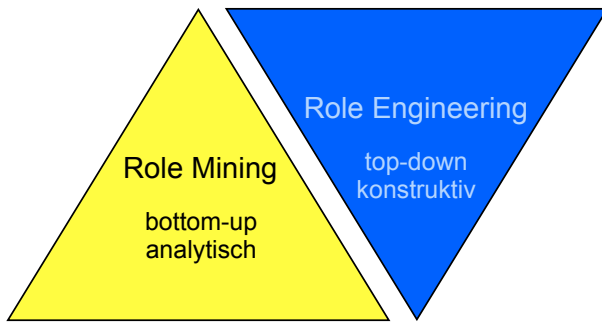 Role Mining
bottom-up
analytisch
Role Engineering
top-down
konstruktiv